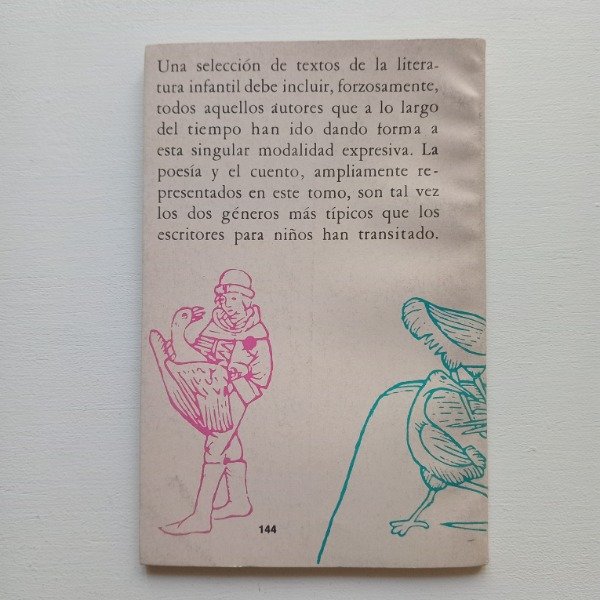 Una selección de textos de la litera-
tura infantil debe incluir, forzosamente,
todos aquellos autores que a lo largo
del tiempo han ido dando forma a
esta singular modalidad expresiva. La
poesía y el cuento, ampliamente re-
presentados en este tomo, son tal vez
los dos géneros más típicos que los
escritores para niños han transitado.
144